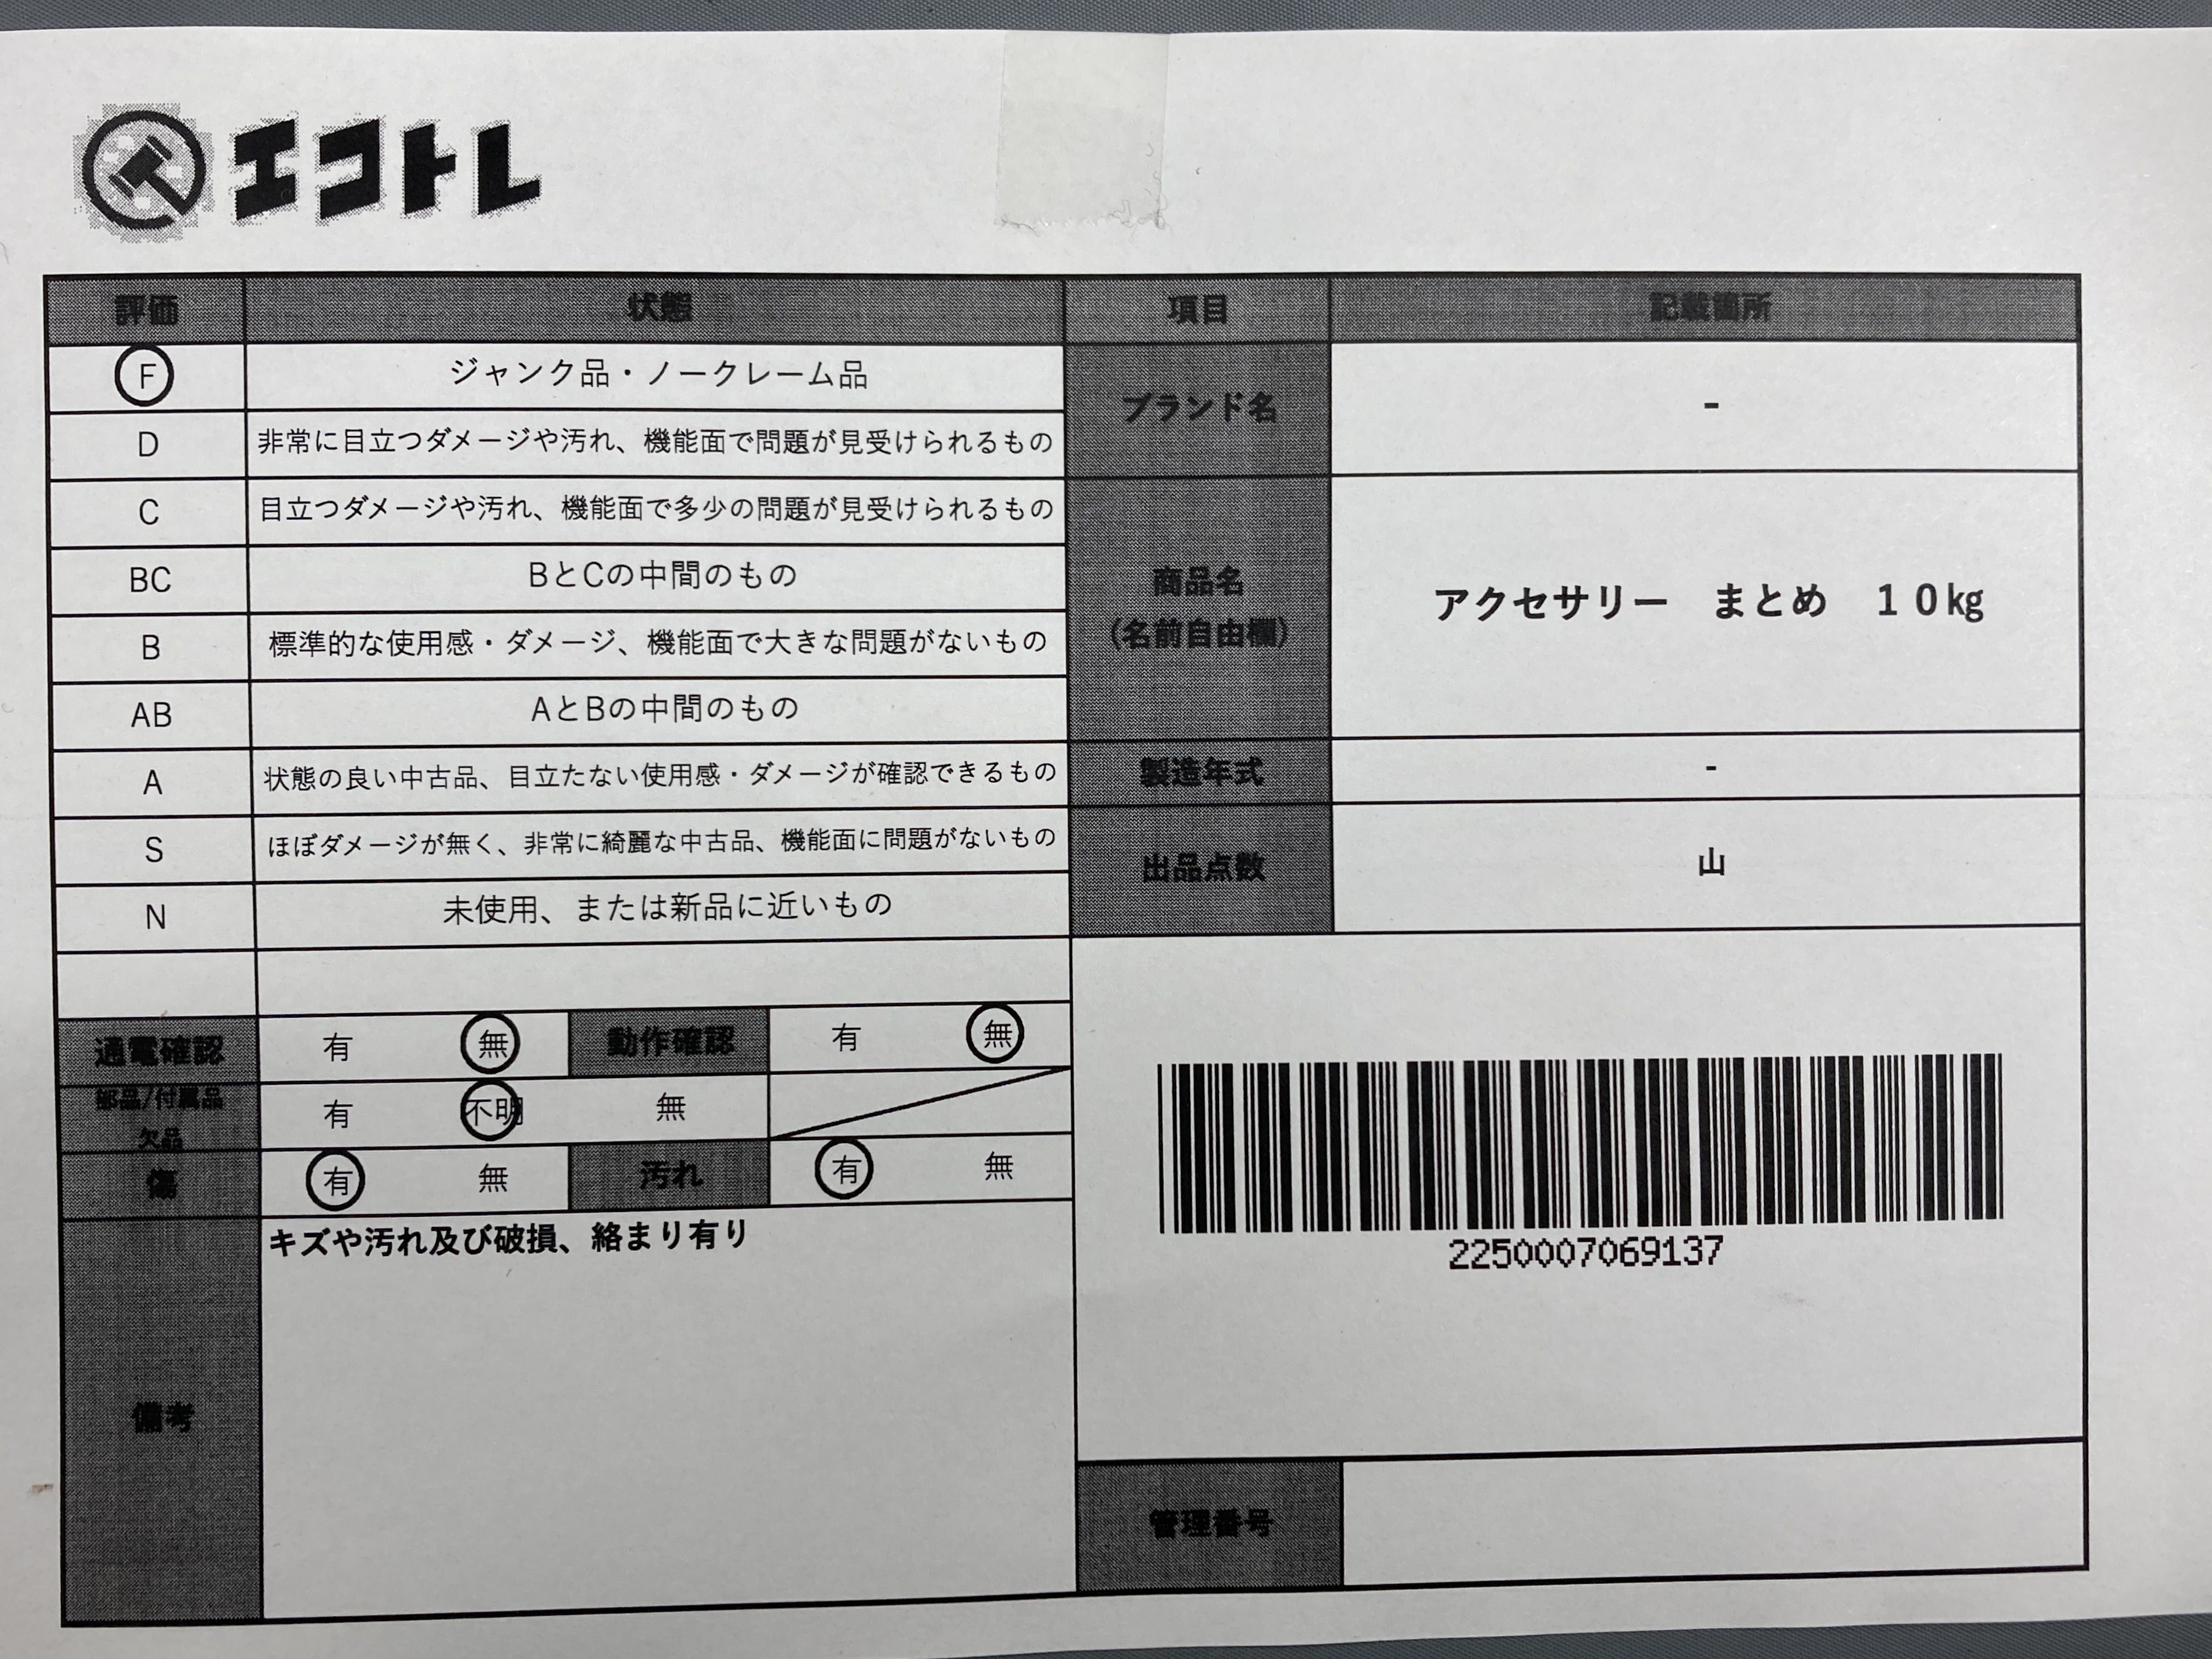 エコトレ
評価 状態 項目 記載箇所
F ジャンク品・ノークレーム品
D 非常に目立つダメージや汚れ、機能面で問題が見受けられるもの
ブランド名 -
C 目立つダメージや汚れ、機能面で多少の問題が見受けられるもの
BC BとCの中間のもの
B 標準的な使用感・ダメージ、機能面で大きな問題がないもの
商品名
(名前自由欄)
アクセサリー まとめ 10kg
AB AとBの中間のもの
A 状態の良い中古品、目立たない使用感・ダメージが確認できるもの
製造年式 -
S ほぼダメージが無く、非常に綺麗な中古品、機能面に問題がないもの
出品点数 山
N 未使用、または新品に近いもの
通電確認 有 無 動作確認 有 無
部品/付属品
欠品
有 不明 無
傷 有 無 汚れ 有 無
備考
キズや汚れ及び破損、絡まり有り
2250007069137
管理番号